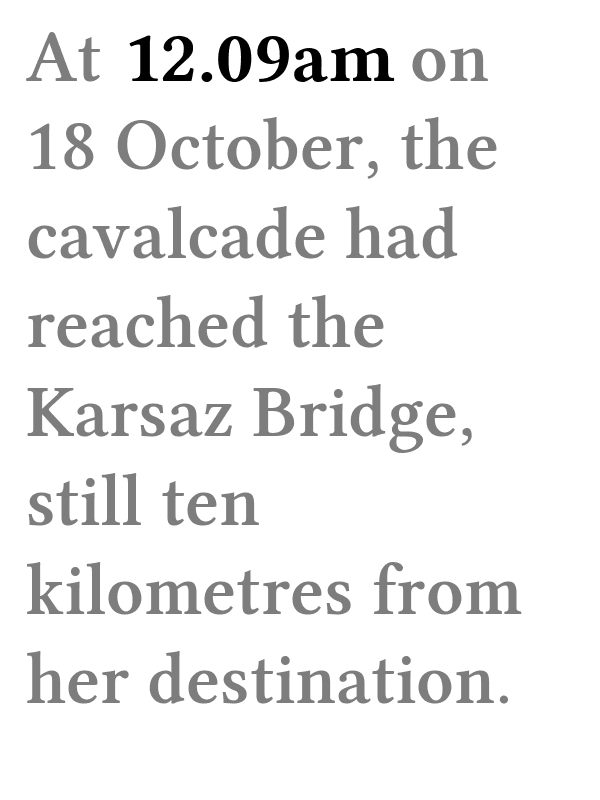 At 12.09am on
18 October, the
cavalcade had
reached the
Karsaz Bridge,
still ten
kilometres from
her destination.